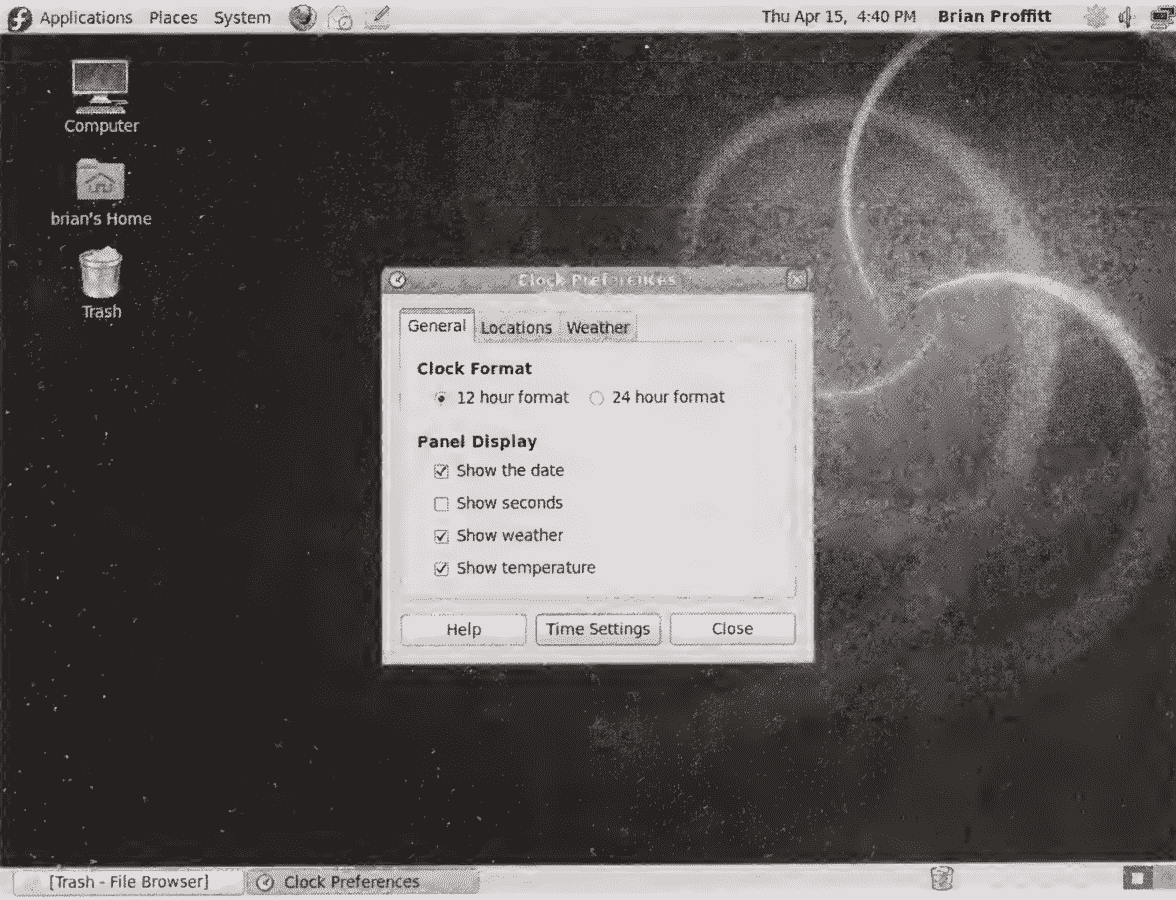 Applications Places System Thu Apr 15, 4:40 PM Brian Proffitt
Computer
brian's Home
Trash
Clock Preferences
General Locations Weather
Clock Format
12 hour format 24 hour format
Panel Display
Show the date
Show seconds
Show weather
Show temperature
Help Time Settings Close
[Trash - File Browser] Clock Preferences